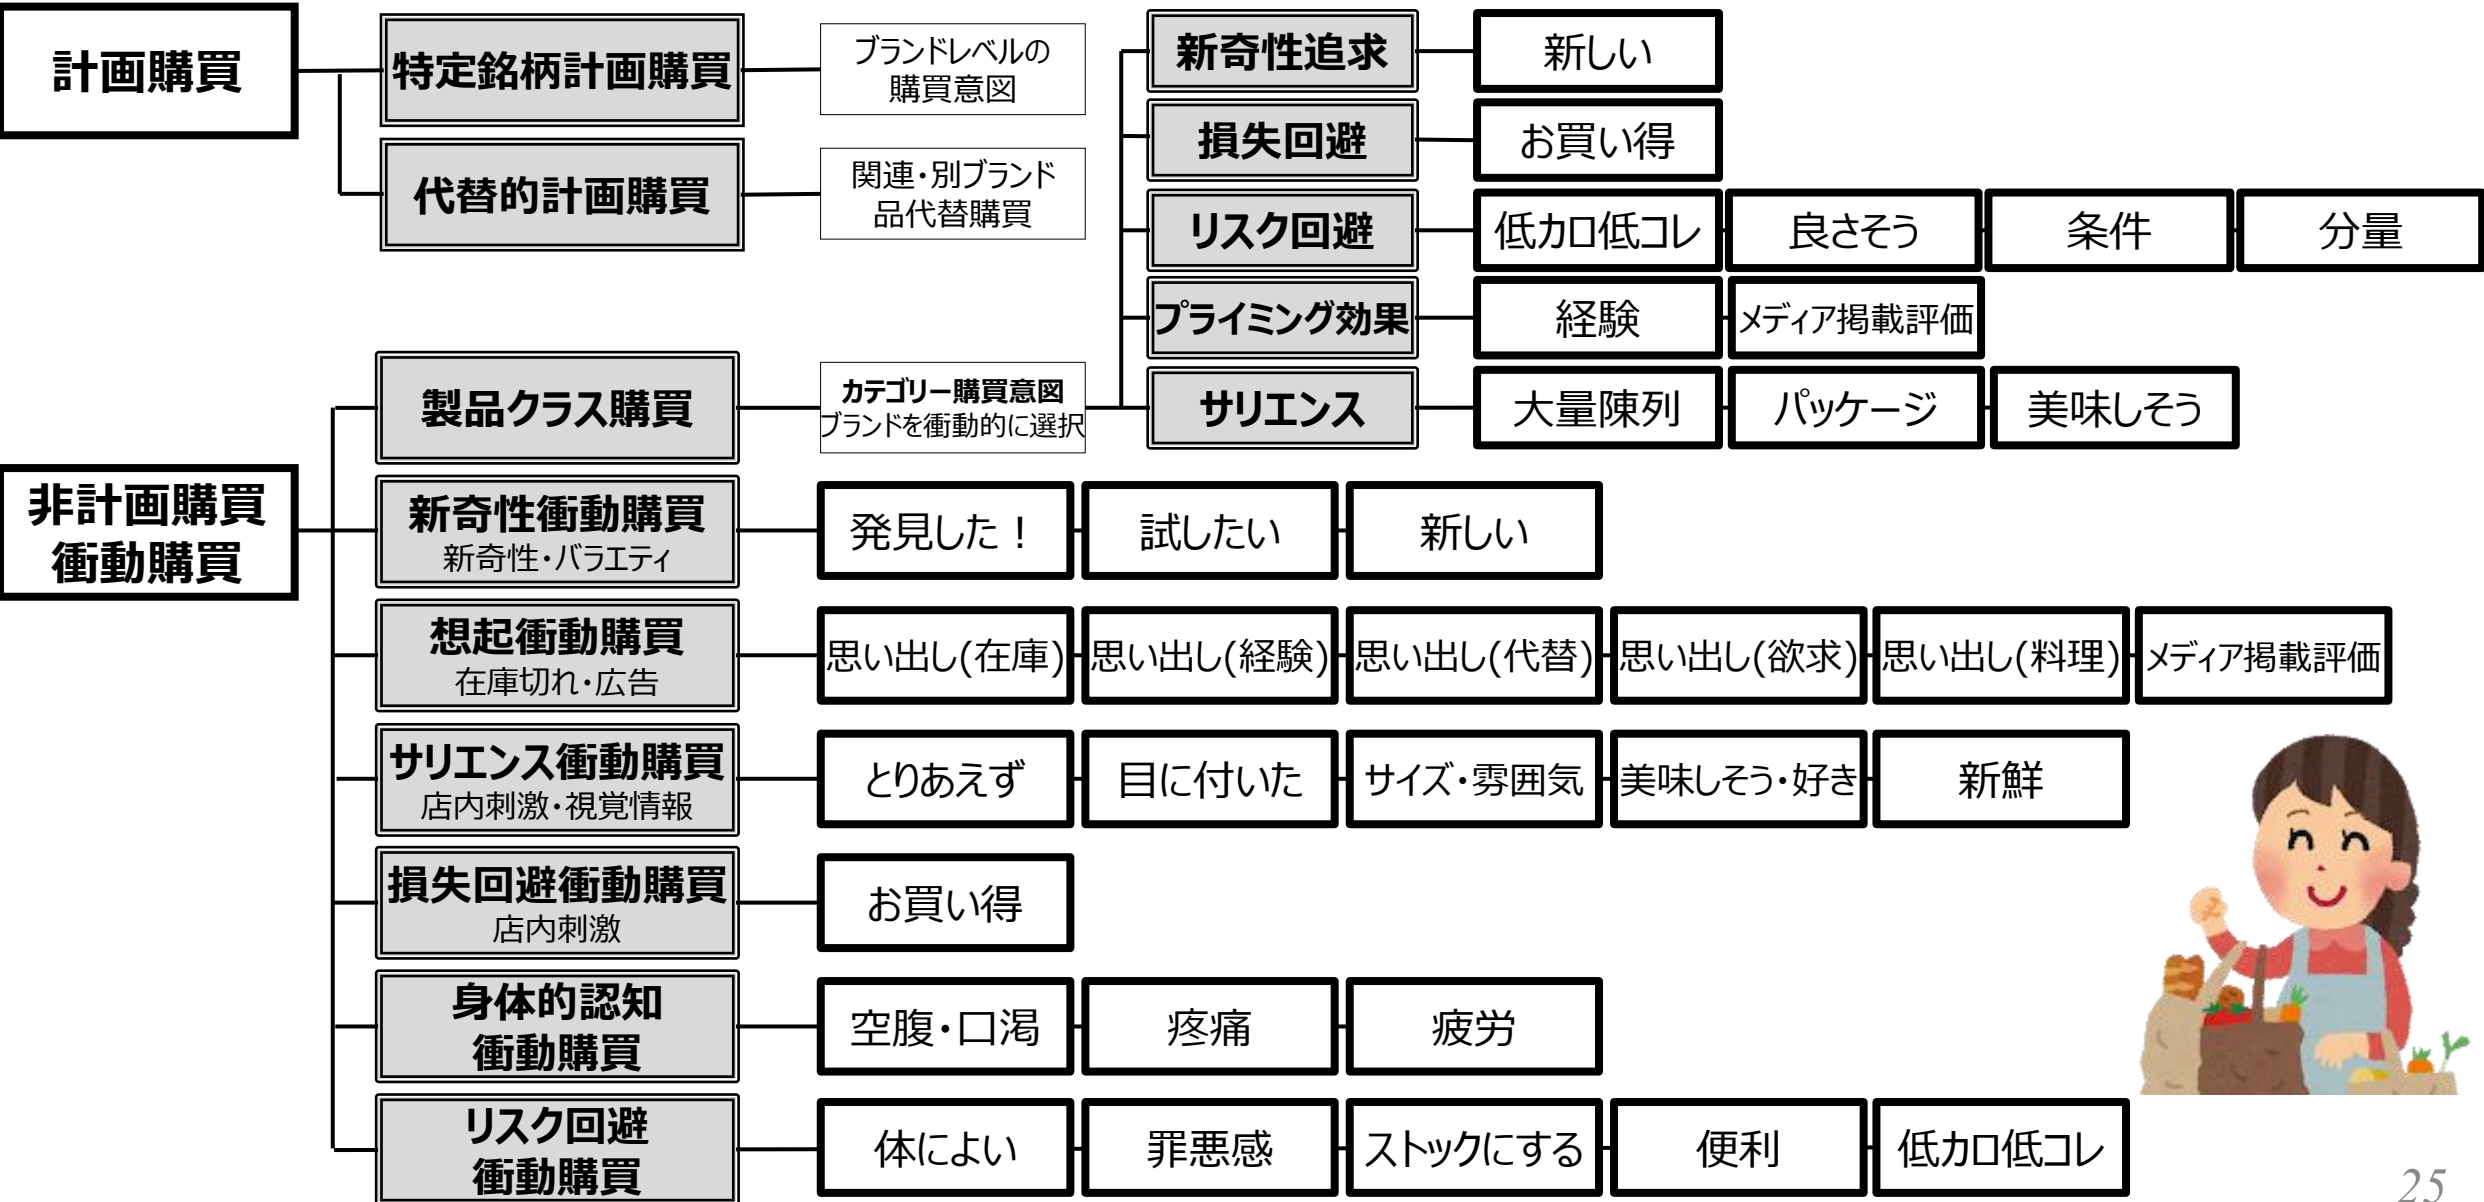 計画購買
特定銘柄計画購買
ブランドレベルの
購買意図
代替的計画購買
関連・別ブランド
品代替購買
非計画購買
衝動購買
製品クラス購買
カテゴリー購買意図
ブランドを衝動的に選択
新奇性追求
新しい
損失回避
お買い得
リスク回避
低カロ低コレ
良さそう
条件
分量
プライミング効果
経験
メディア掲載評価
サリエンス
大量陳列
パッケージ
美味しそう
新奇性衝動購買
新奇性・バラエティ
発見した！
試したい
新しい
想起衝動購買
在庫切れ・広告
思い出し(在庫)
思い出し(経験)
思い出し(代替)
思い出し(欲求)
思い出し(料理)
メディア掲載評価
サリエンス衝動購買
店内刺激・視覚情報
とりあえず
目に付いた
サイズ・雰囲気
美味しそう・好き
新鮮
損失回避衝動購買
店内刺激
お買い得
身体的認知
衝動購買
空腹・口渇
疼痛
疲労
リスク回避
衝動購買
体によい
罪悪感
ストックにする
便利
低カロ低コレ
25